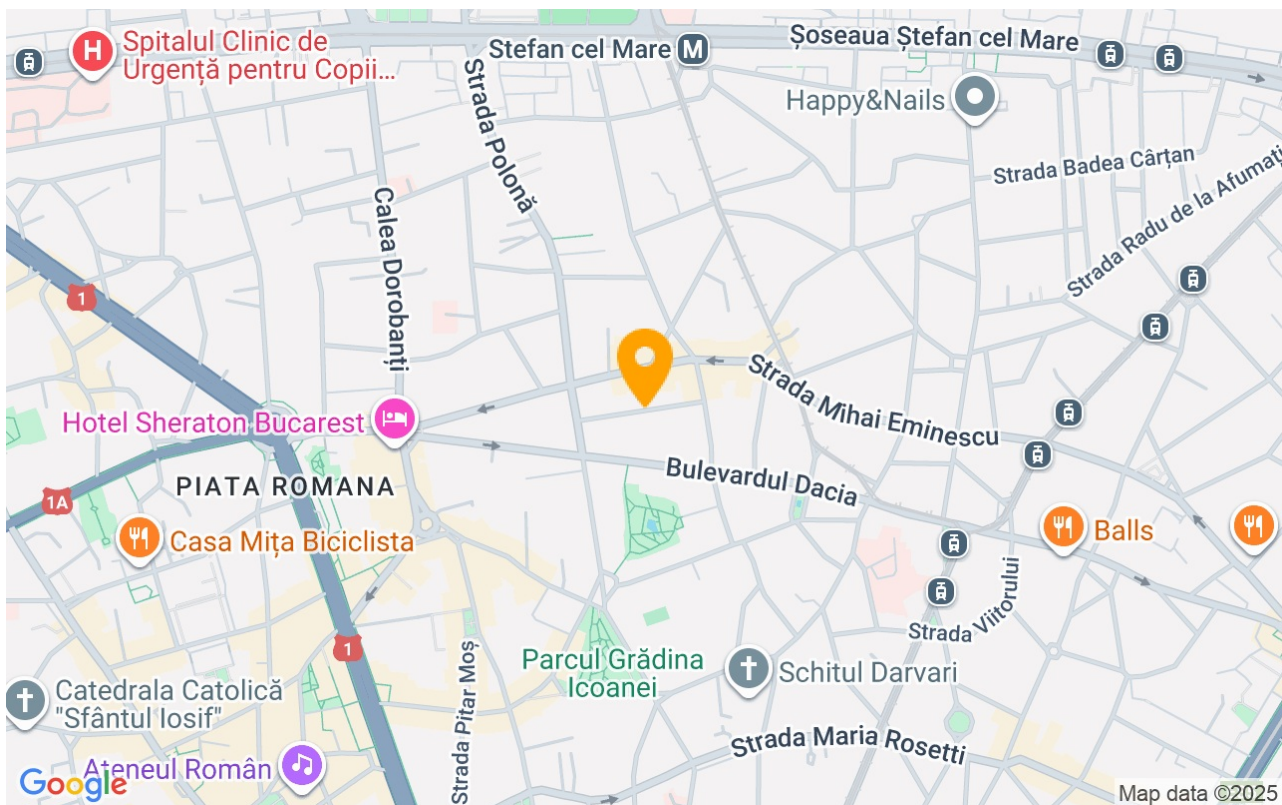 Spitalul Clinic de
Urgență pentru Copii...
H
Stefan cel Mare
M
Șoseaua Ștefan cel Mare
Happy&Nails
Strada Polonă
Strada Badea Cârțan
Calea Dorobanți
Strada Radu de la Afumați
1
Strada Mihai Eminescu
Hotel Sheraton Bucarest
Bulevardul Dacia
PIATA ROMANA
1A
Casa Mița Biciclista
Balls
Strada Viitorului
1
Strada Pitar Moș
Parcul Grădina
Icoanei
Schitul Darvari
Catedrala Catolică
"Sfântul Iosif"
Strada Maria Rosetti
Ateneul Român
Google
Map data ©2025